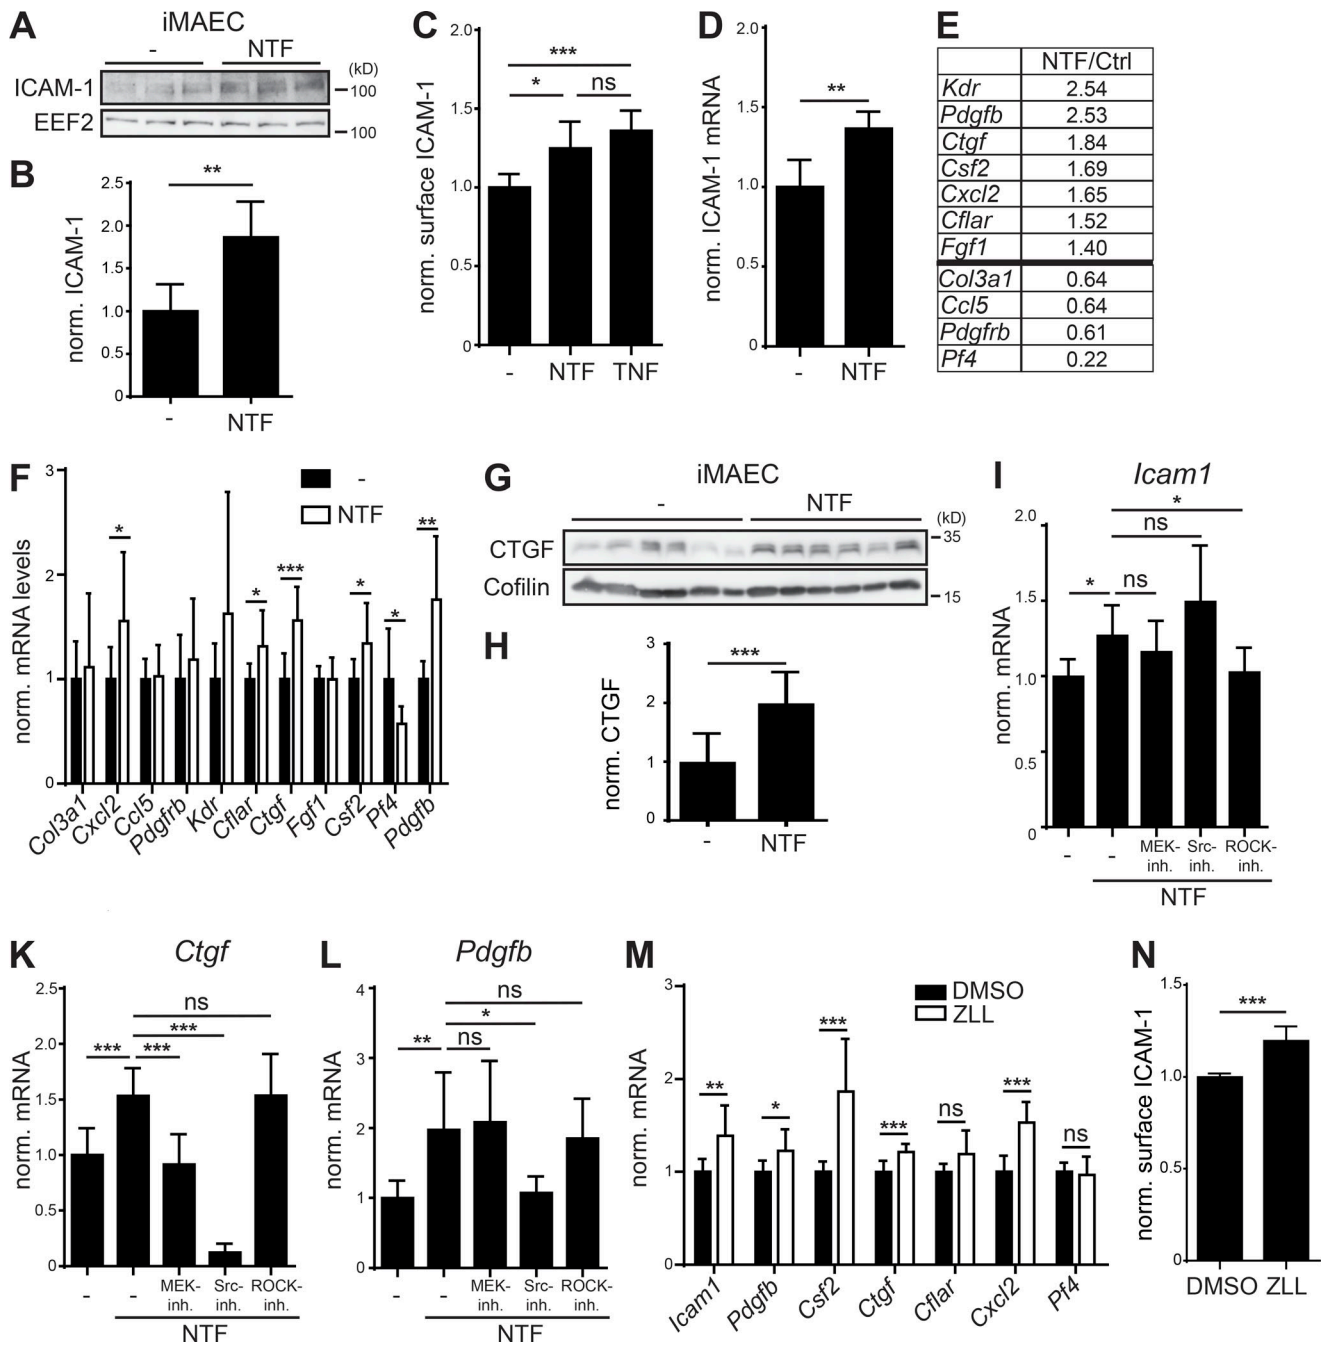 A
iMAEC
- NTF
(kD)
ICAM-1
100
EEF2
100
B
**
norm. ICAM-1
2.5
2.0
1.5
1.0
0.5
0
- NTF
C
***
* ns
norm. surface ICAM-1
2.0
1.5
1.0
0.5
0
- NTF TNF
D
**
norm. ICAM-1 mRNA
2.0
1.5
1.0
0.5
0
- NTF
E
NTF/Ctrl
Kdr 2.54
Pdgfb 2.53
Ctgf 1.84
Csf2 1.69
Cxcl2 1.65
Cflar 1.52
Fgf1 1.40
Col3a1 0.64
Ccl5 0.64
Pdgfrb 0.61
Pf4 0.22
F
-
NTF
norm. mRNA levels
3
2
1
0
* * *** * * **
Col3a1 Cxcl2 Ccl5 Pdgfrb Kdr Cflar Ctgf Fgf1 Csf2 Pf4 Pdgfb
G
iMAEC
- NTF
(kD)
CTGF
35
Cofilin
15
H
***
norm. CTGF
3
2
1
0
- NTF
I
Icam1
*
ns
* ns
norm. mRNA
2.0
1.5
1.0
0.5
0
- - MEK- Src- ROCK-
inh. inh. inh.
NTF
K
Ctgf
ns
***
*** ***
norm. mRNA
2.5
2.0
1.5
1.0
0.5
0
- - MEK- Src- ROCK-
inh. inh. inh.
NTF
L
Pdgfb
ns
*
** ns
norm. mRNA
4
3
2
1
0
- - MEK- Src- ROCK-
inh. inh. inh.
NTF
M
DMSO
ZLL
norm. mRNA
3
2
1
0
** * *** *** ns *** ns
Icam1 Pdgfb Csf2 Ctgf Cflar Cxcl2 Pf4
N
***
norm. surface ICAM-1
1.5
1.0
0.5
0
DMSO ZLL